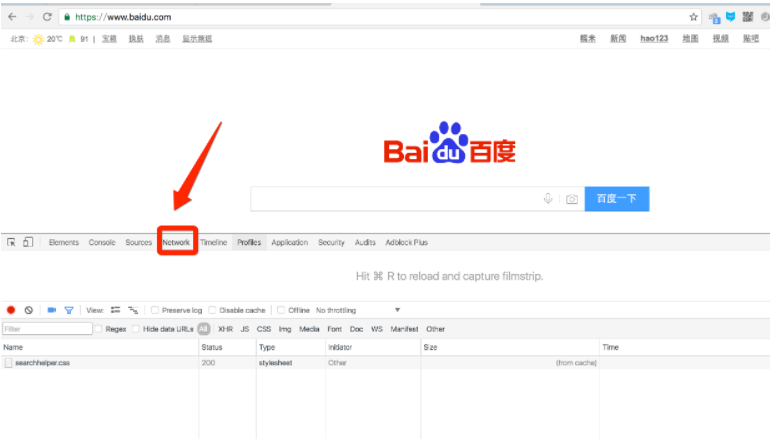 https://www.baidu.com
北京: 20℃ 91 | 宝藏 换肤 消息 显示频道
糯米 新闻 hao123 地图 视频 贴吧
Bai du 百度
百度一下
Elements Console Sources Network Timeline Profiles Application Security Audits Adblock Plus
Hit ⌘ R to reload and capture filmstrip.
View: Preserve log Disable cache Offline No throttling
Filter Regex Hide data URLs All XHR JS CSS Img Media Font Doc WS Manifest Other
Name Status Type Initiator Size Time
searchhelper.css 200 stylesheet Other (from cache)